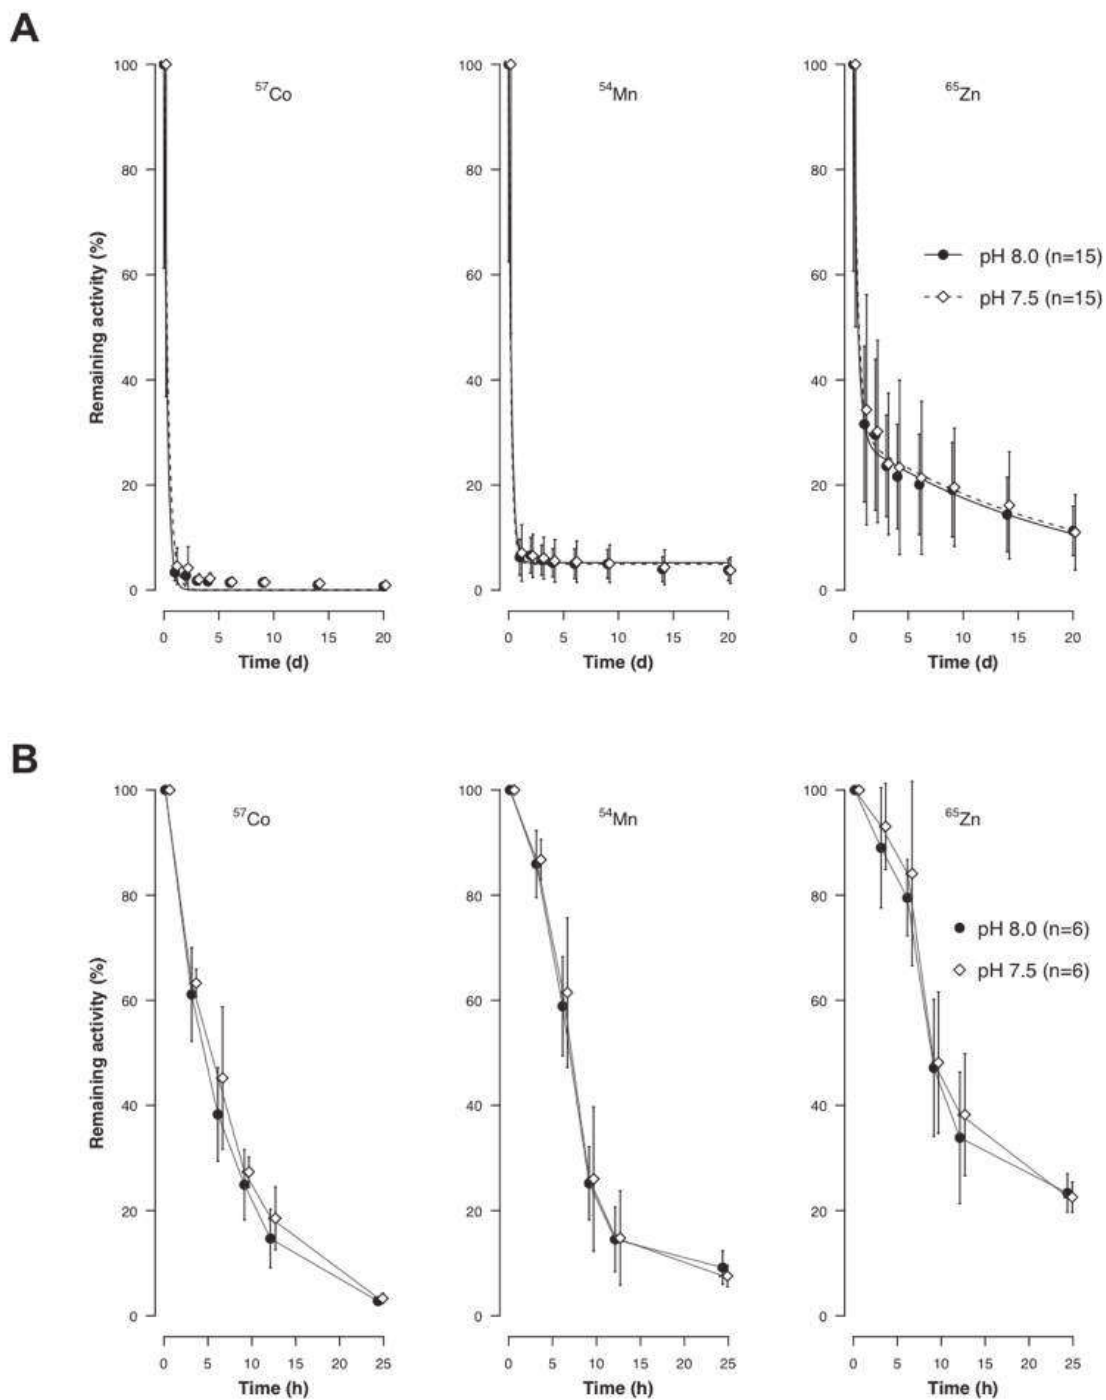 A
⁵⁷Co
⁵⁴Mn
⁶⁵Zn
100
80
60
40
20
0
100
80
60
40
20
0
100
80
60
40
20
0
Remaining activity (%)
pH 8.0 (n=15)
pH 7.5 (n=15)
0 5 10 15 20
0 5 10 15 20
0 5 10 15 20
Time (d)
Time (d)
Time (d)
B
⁵⁷Co
⁵⁴Mn
⁶⁵Zn
100
80
60
40
20
0
100
80
60
40
20
0
100
80
60
40
20
0
Remaining activity (%)
pH 8.0 (n=6)
pH 7.5 (n=6)
0 5 10 15 20 25
0 5 10 15 20 25
0 5 10 15 20 25
Time (h)
Time (h)
Time (h)